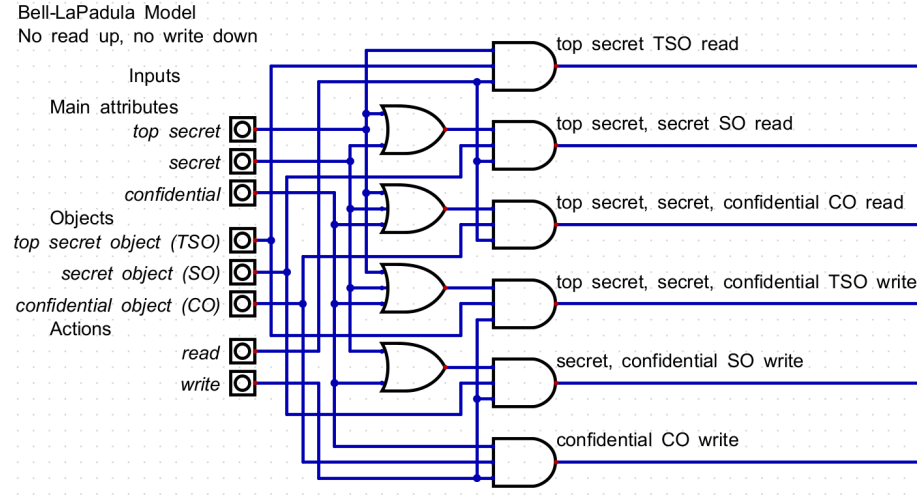 Bell-LaPadula Model
No read up, no write down
Inputs
Main attributes
top secret
secret
confidential
Objects
top secret object (TSO)
secret object (SO)
confidential object (CO)
Actions
read
write
top secret TSO read
top secret, secret SO read
top secret, secret, confidential CO read
top secret, secret, confidential TSO write
secret, confidential SO write
confidential CO write